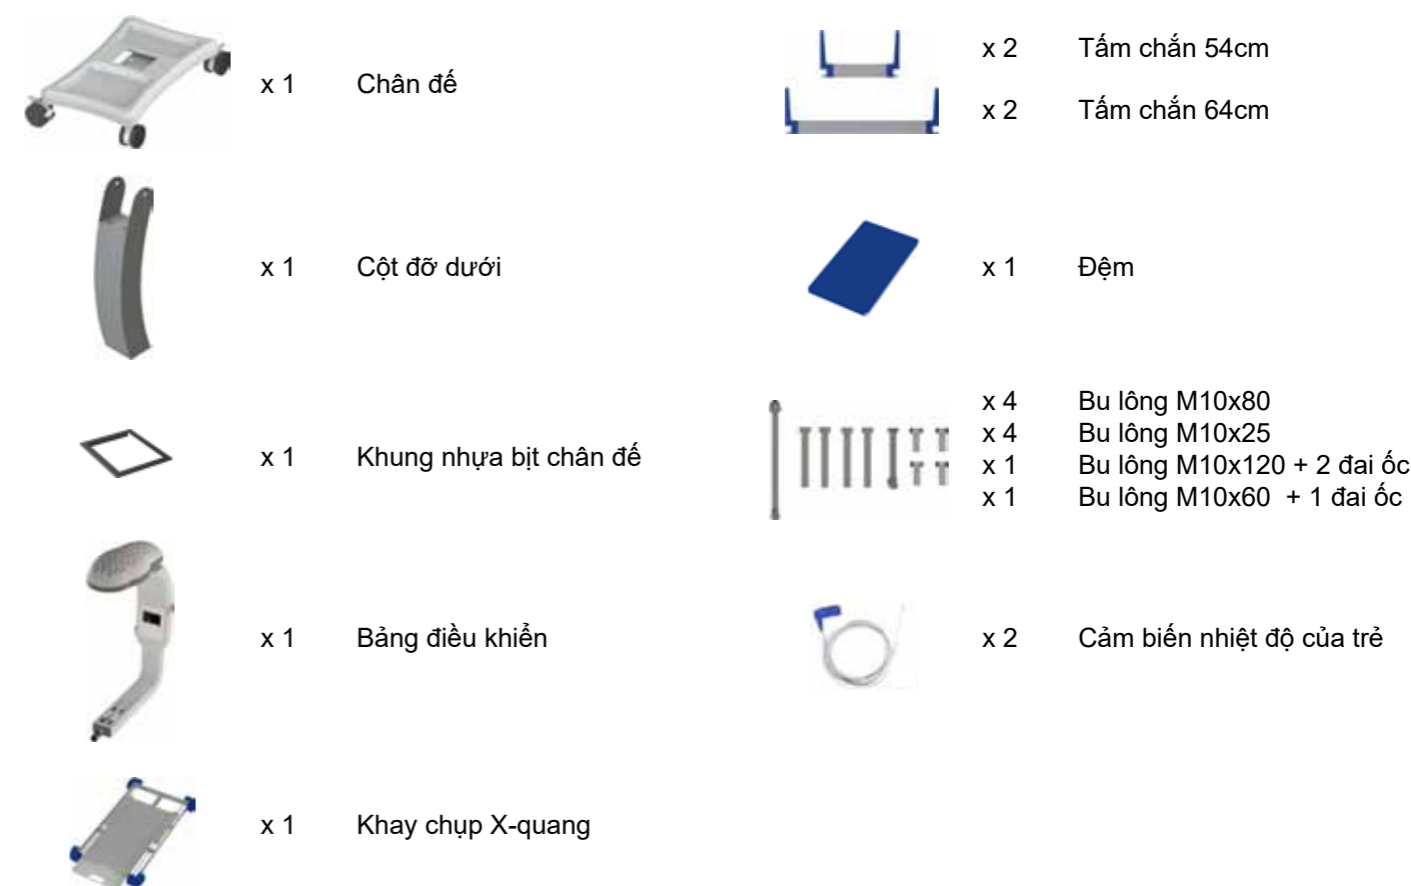 x 1 Chân đế
x 1 Cột đỡ dưới
x 1 Khung nhựa bịt chân đế
x 1 Bảng điều khiển
x 1 Khay chụp X-quang
x 2 Tấm chắn 54cm
x 2 Tấm chắn 64cm
x 1 Đệm
x 4 Bu lông M10x80
x 4 Bu lông M10x25
x 1 Bu lông M10x120 + 2 đai ốc
x 1 Bu lông M10x60 + 1 đai ốc
x 2 Cảm biến nhiệt độ của trẻ